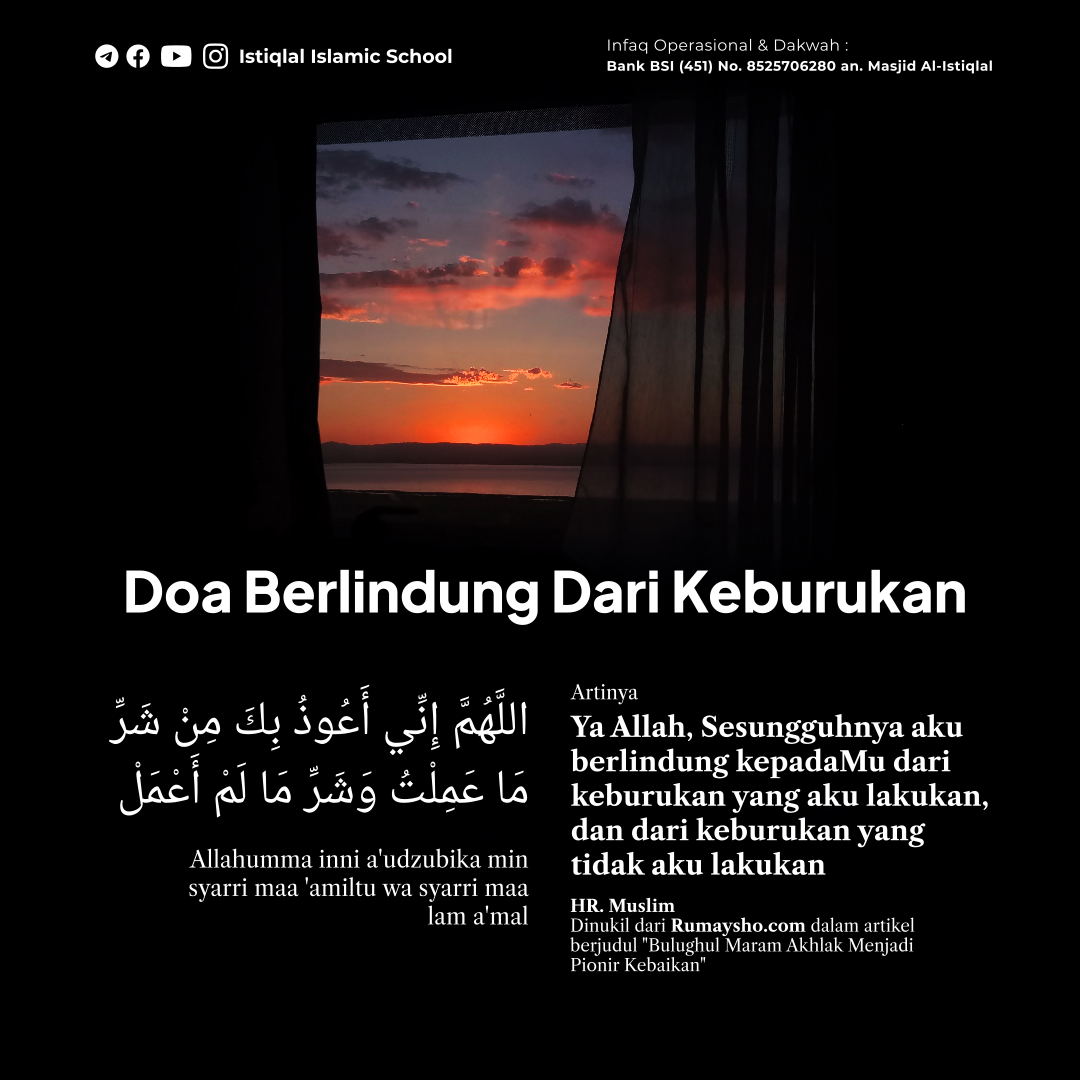 Istiqlal Islamic School
Infaq Operasional & Dakwah :
Bank BSI (451) No. 8525706280 an. Masjid Al-Istiqlal
Doa Berlindung Dari Keburukan
اللَّهُمَّ إِنِّي أَعُوذُ بِكَ مِنْ شَرِّ
مَا عَمِلْتُ وَشَرِّ مَا لَمْ أَعْمَلْ
Allahumma inni a'udzubika min
syarri maa 'amiltu wa syarri maa
lam a'mal
Artinya
Ya Allah, Sesungguhnya aku
berlindung kepadaMu dari
keburukan yang aku lakukan,
dan dari keburukan yang
tidak aku lakukan
HR. Muslim
Dinukil dari Rumaysho.com dalam artikel
berjudul "Bulughul Maram Akhlak Menjadi
Pionir Kebaikan"